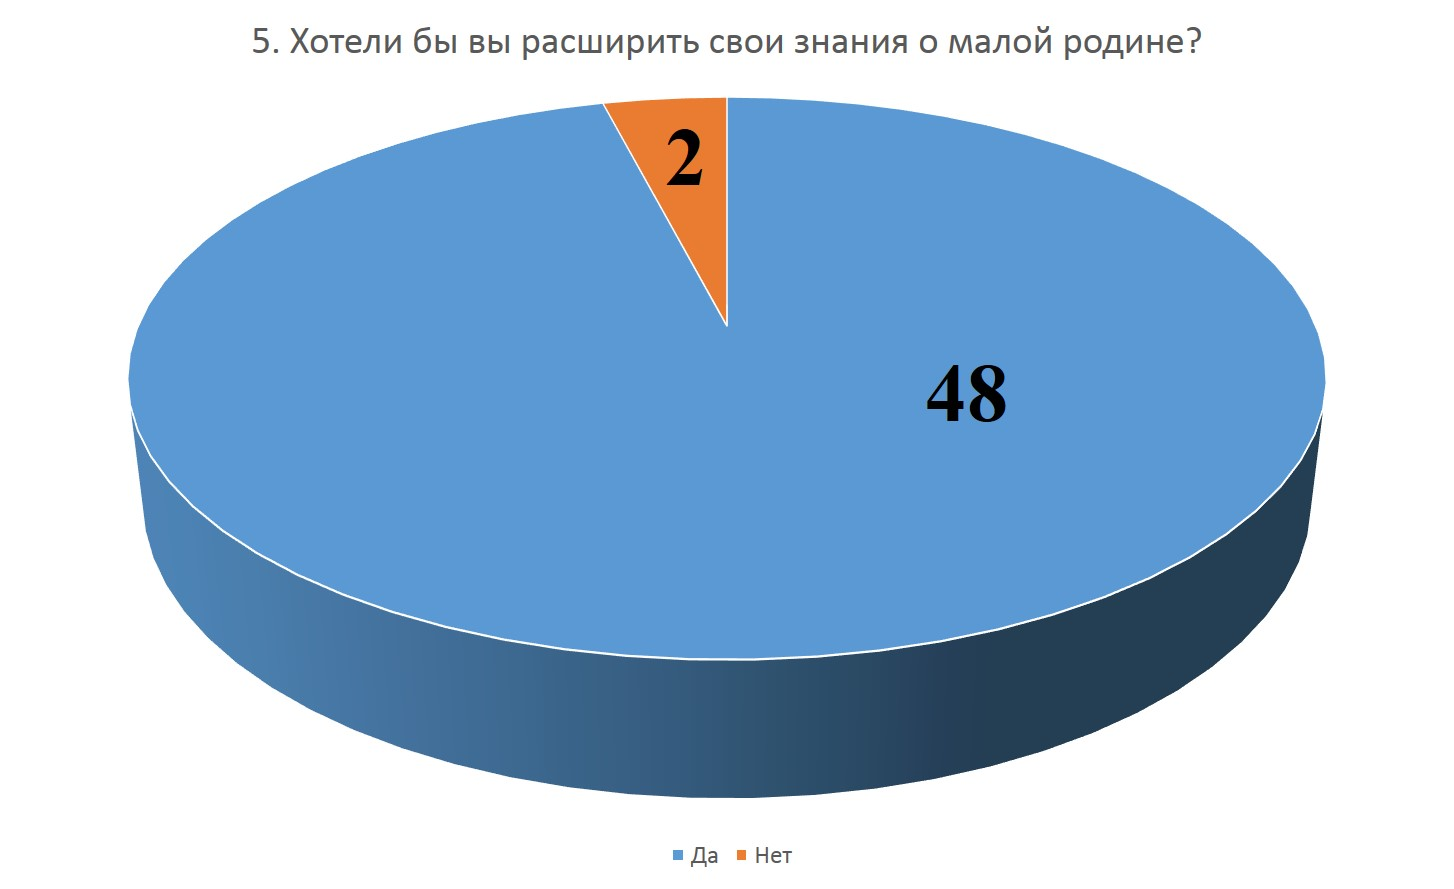 5. Хотели бы вы расширить свои знания о малой родине?
2
48
Да Нет